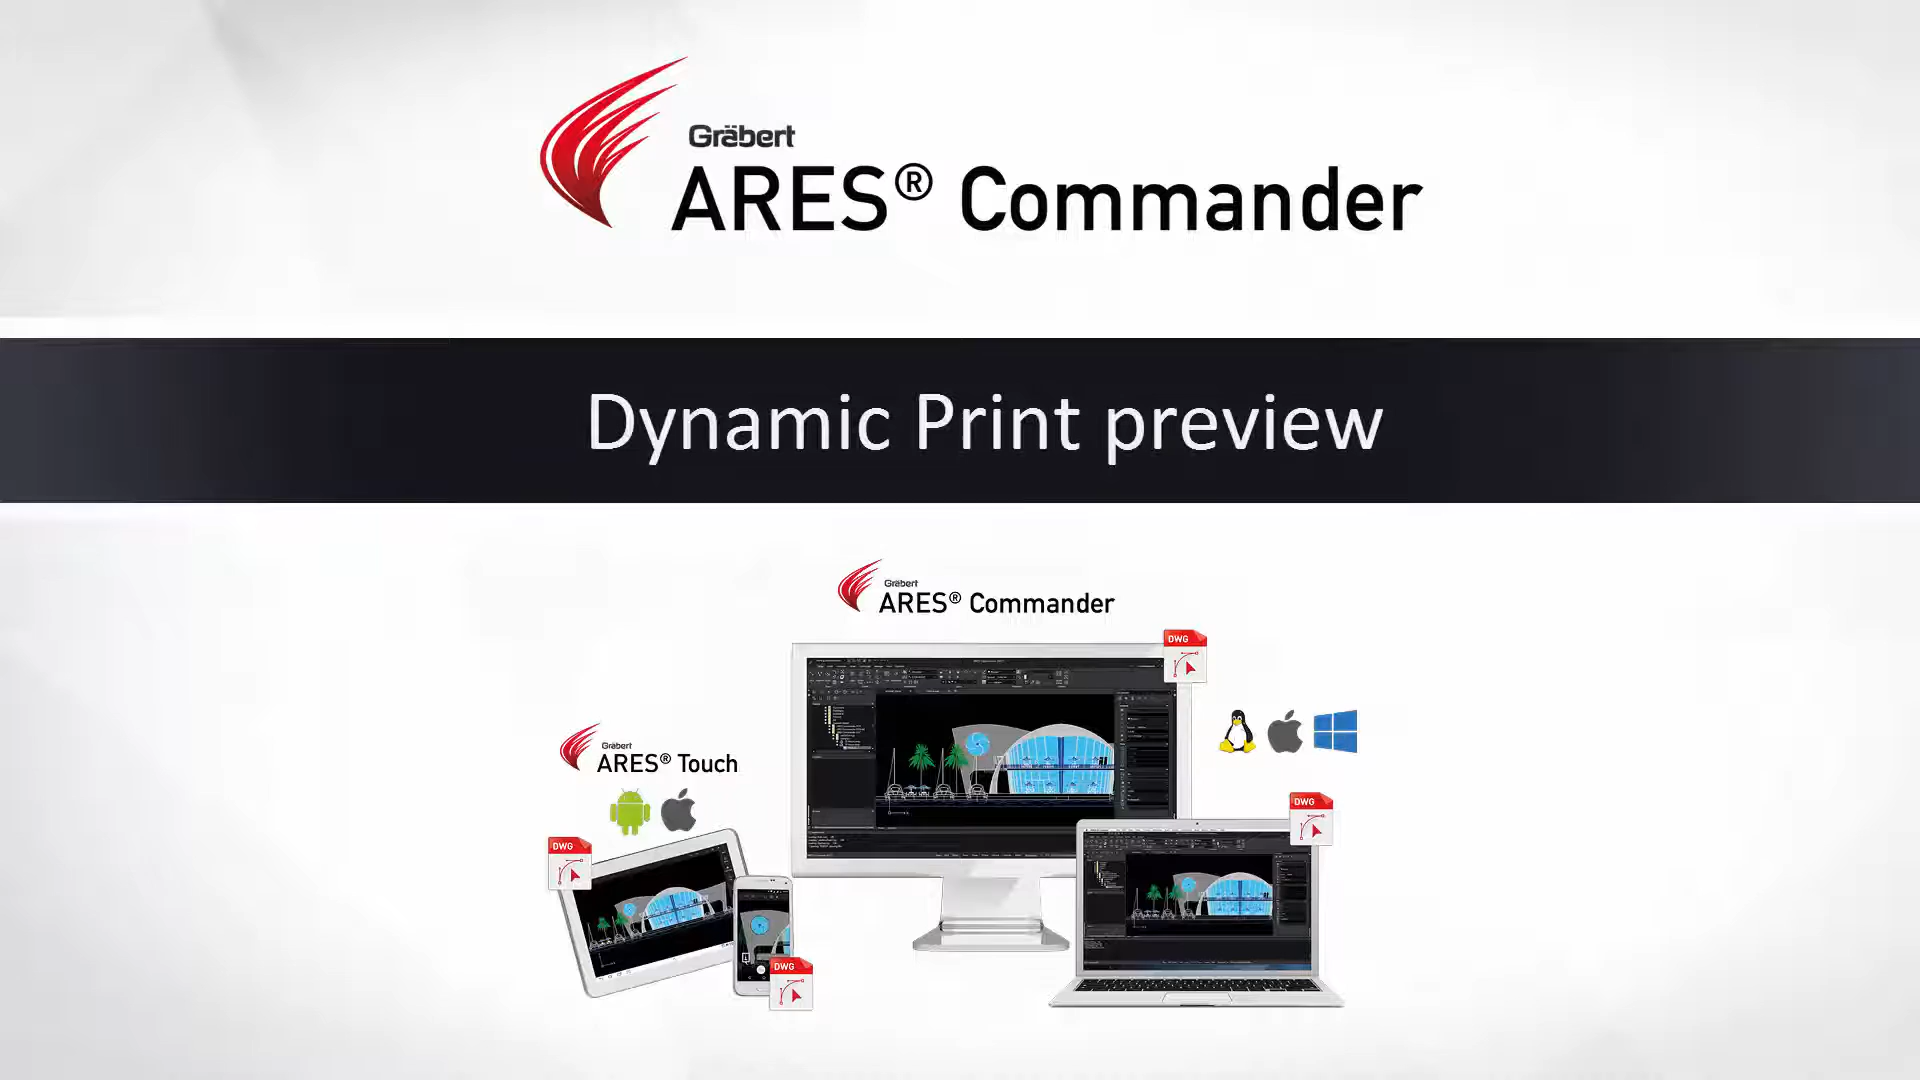 Gräbert
ARES® Commander
Dynamic Print preview
Gräbert
ARES® Commander
DWG
Gräbert
ARES® Touch
DWG
DWG
DWG